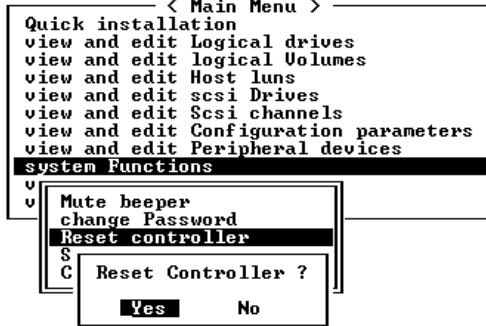 < Main Menu >
Quick installation
view and edit Logical drives
view and edit logical Volumes
view and edit Host luns
view and edit scsi Drives
view and edit Scsi channels
view and edit Configuration parameters
view and edit Peripheral devices
system Functions
v
v
Mute beeper
change Password
Reset controller
S
C
Reset Controller ?
Yes No